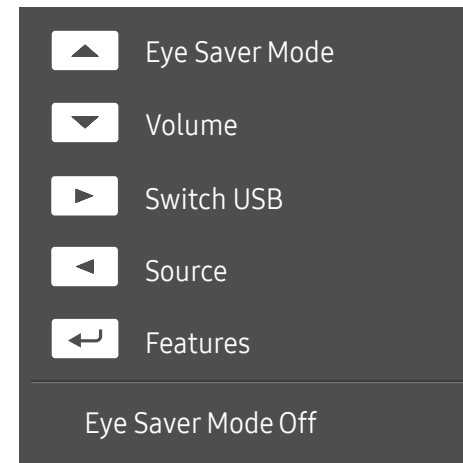 Eye Saver Mode
Volume
Switch USB
Source
Features
Eye Saver Mode Off